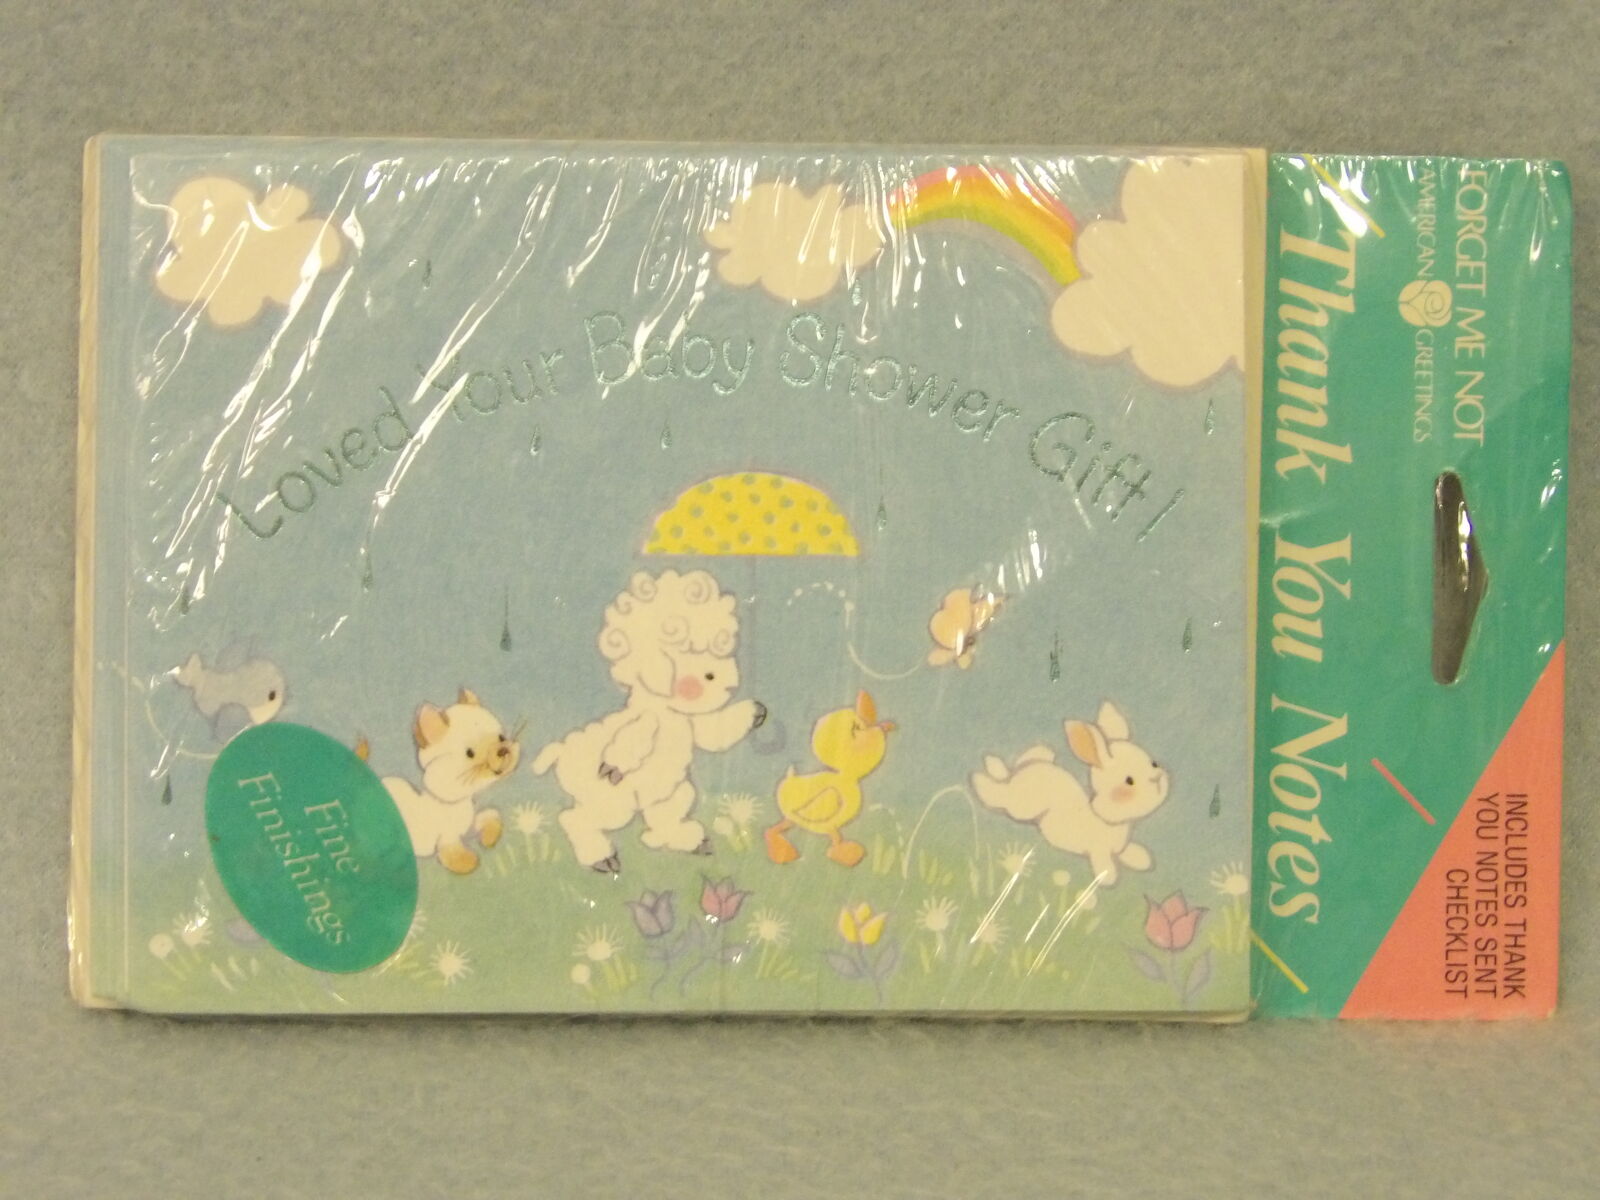 Loved Your Baby Shower Gift!
Fine
Finishings
FORGET ME NOT
AMERICAN GREETINGS
Thank You Notes
INCLUDES THANK
YOU NOTES SENT
CHECKLIST